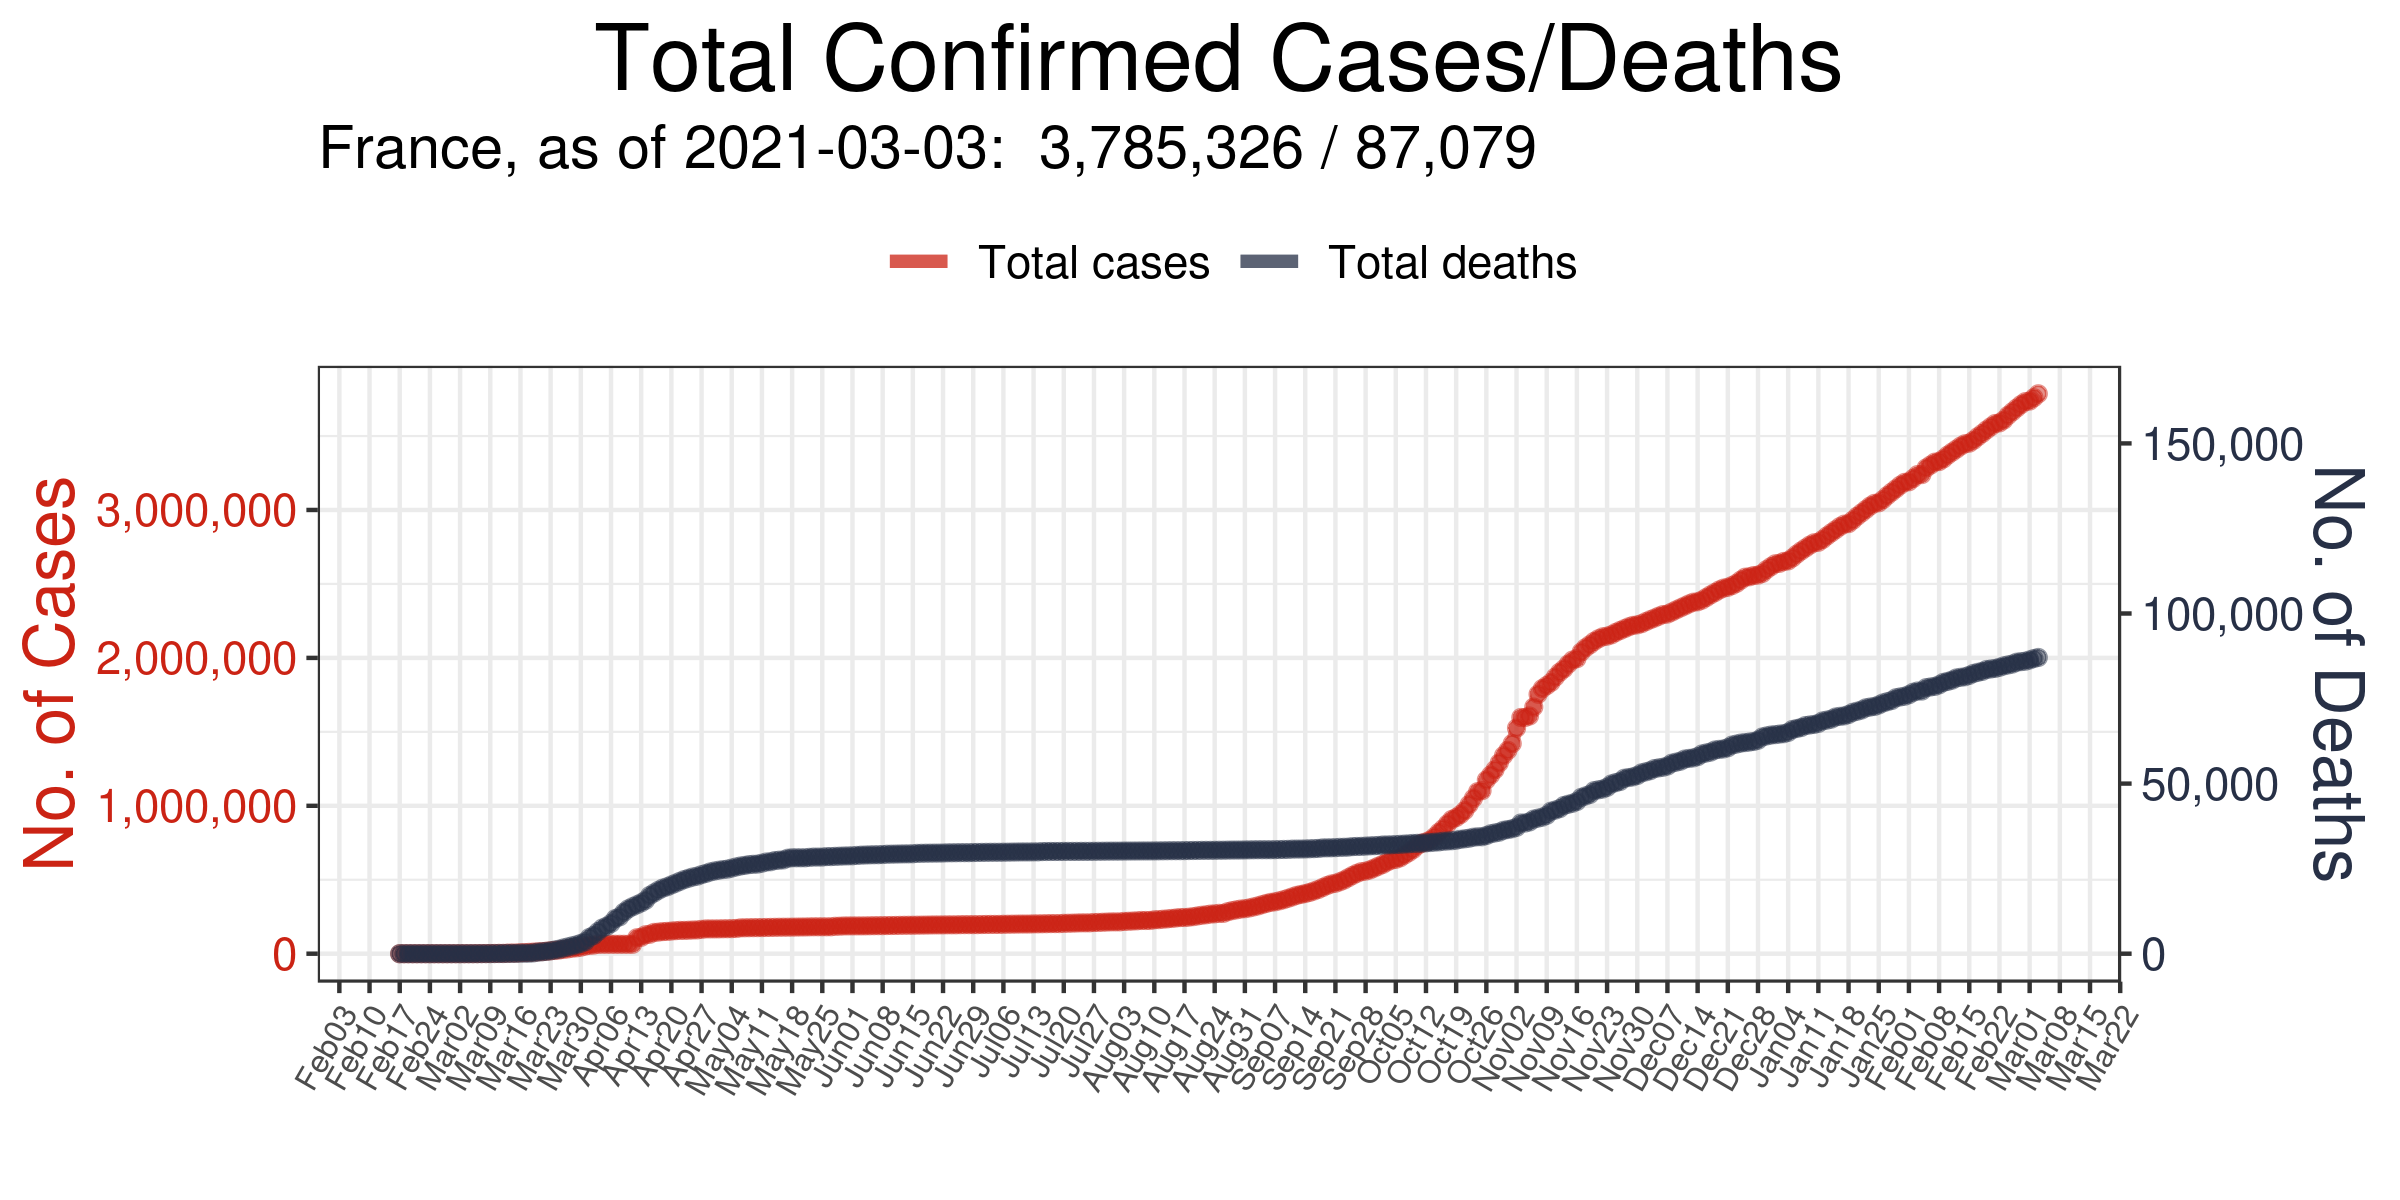 Total Confirmed Cases/Deaths
France, as of 2021-03-03:  3,785,326 / 87,079
Total cases
Total deaths
No. of Cases
3,000,000
2,000,000
1,000,000
0
150,000
100,000
50,000
0
No. of Deaths
Feb03
Feb10
Feb17
Feb24
Mar02
Mar09
Mar16
Mar23
Mar30
Apr06
Apr13
Apr20
Apr27
May04
May11
May18
May25
Jun01
Jun08
Jun15
Jun22
Jun29
Jul06
Jul13
Jul20
Jul27
Aug03
Aug10
Aug17
Aug24
Aug31
Sep07
Sep14
Sep21
Sep28
Oct05
Oct12
Oct19
Oct26
Nov02
Nov09
Nov16
Nov23
Nov30
Dec07
Dec14
Dec21
Dec28
Jan04
Jan11
Jan18
Jan25
Feb01
Feb08
Feb15
Feb22
Mar01
Mar08
Mar15
Mar22